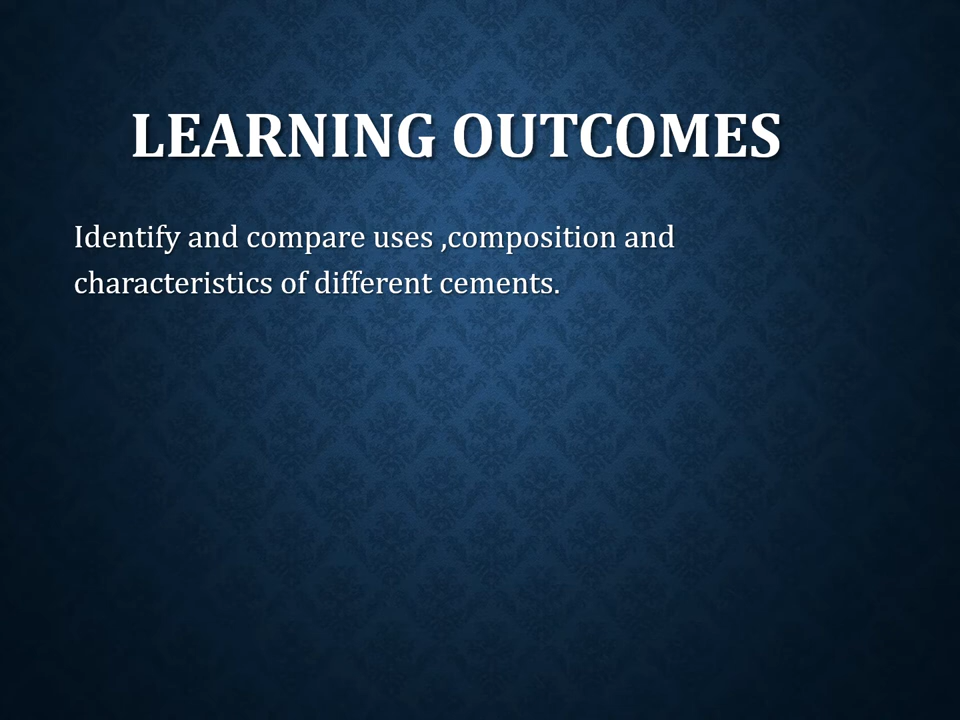 LEARNING OUTCOMES
Identify and compare uses ,composition and
characteristics of different cements.